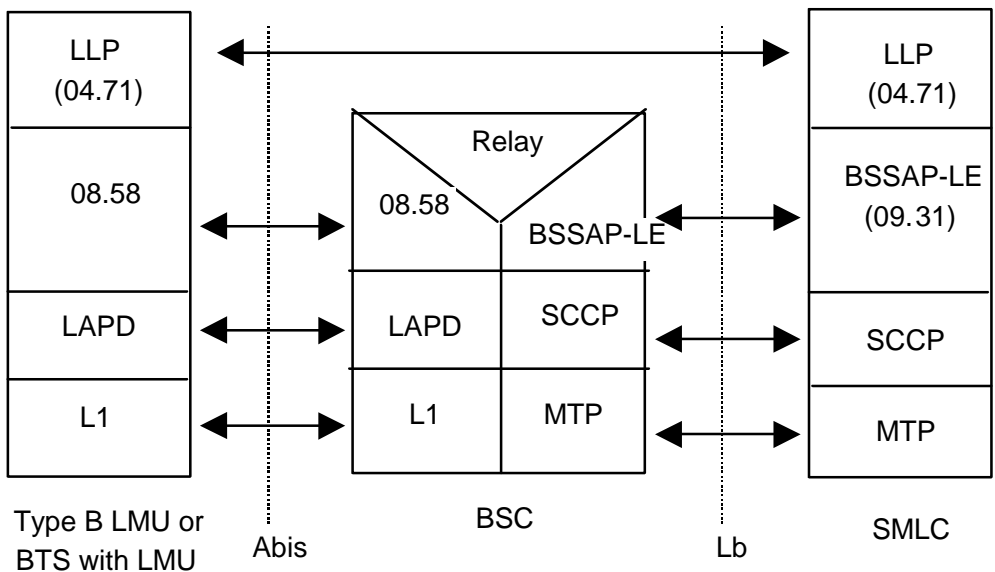 LLP
(04.71)
08.58
LAPD
L1
Type B LMU or
BTS with LMU
Abis
Relay
08.58
BSSAP-LE
LAPD
SCCP
L1
MTP
BSC
Lb
LLP
(04.71)
BSSAP-LE
(09.31)
SCCP
MTP
SMLC